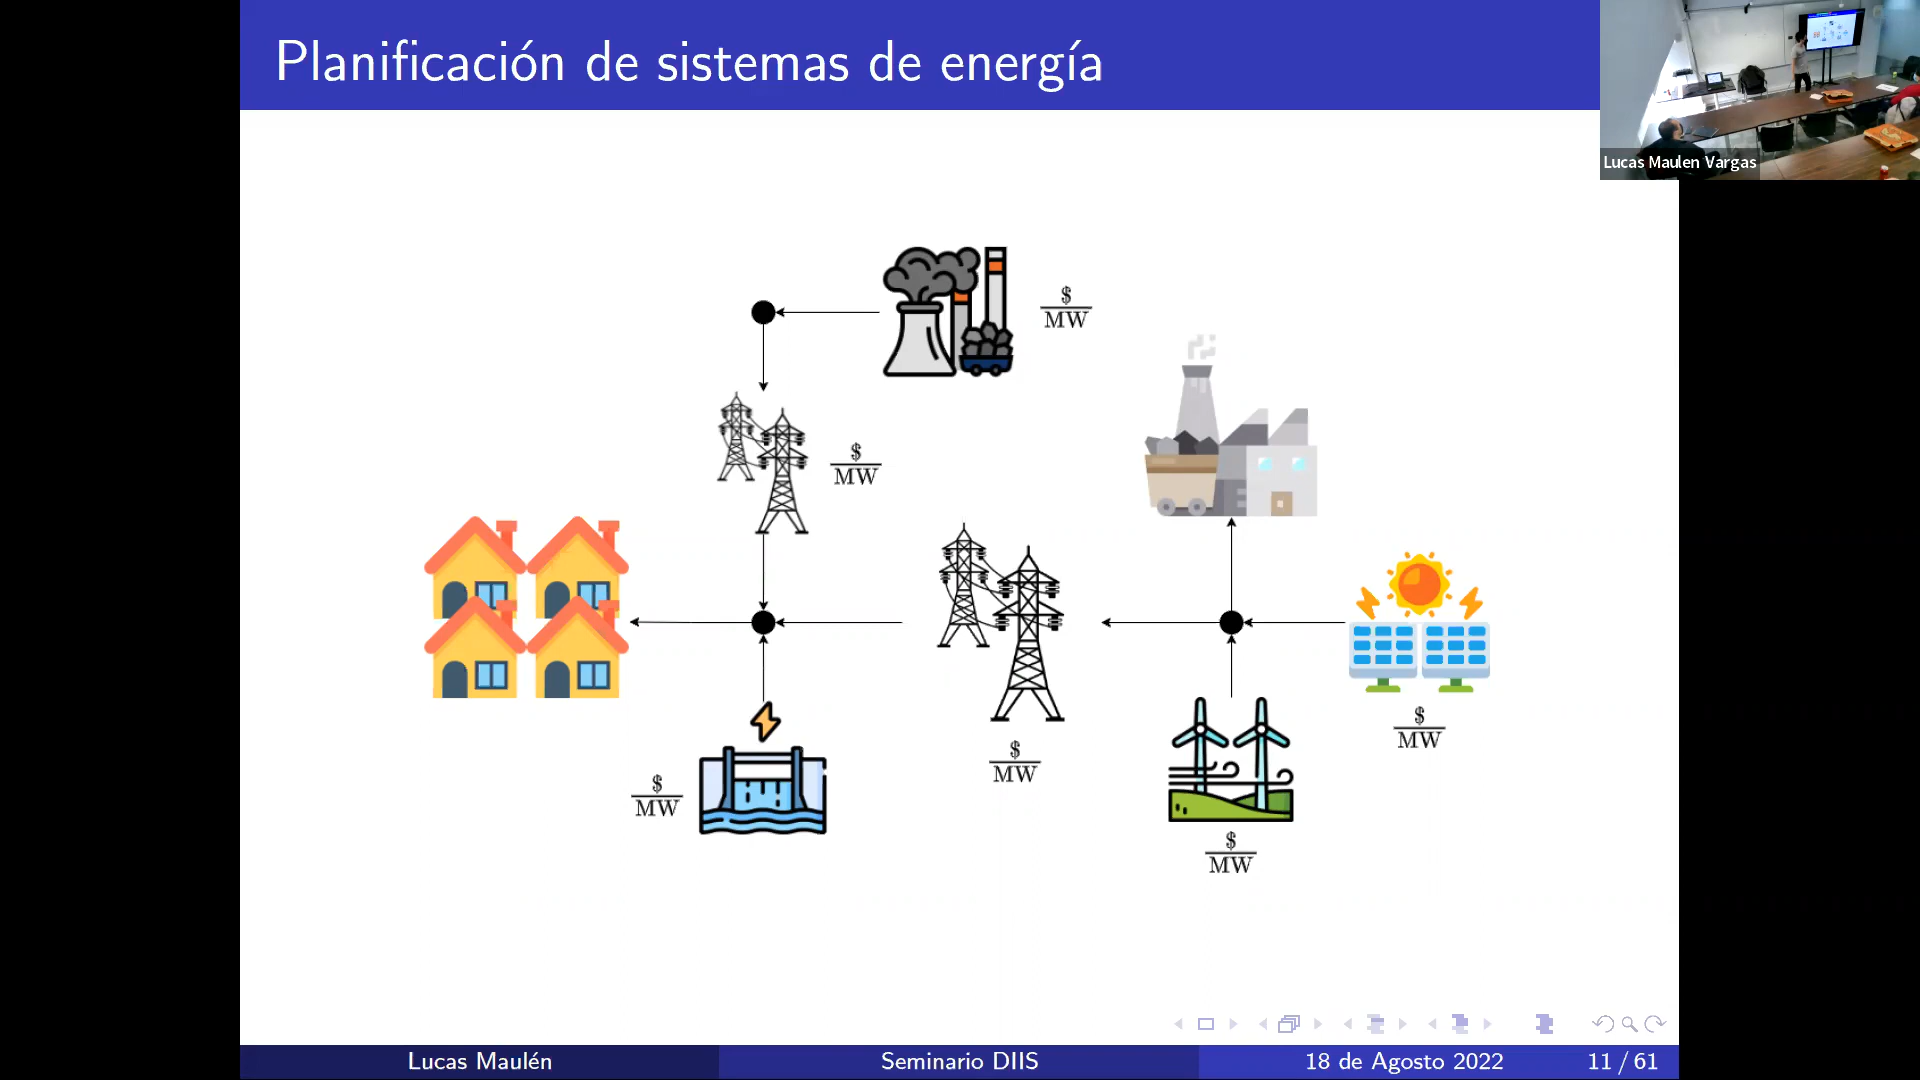 Planificación de sistemas de energía
Lucas Maulen Vargas
$
MW
$
MW
$
MW
$
MW
$
MW
$
MW
Lucas Maulén
Seminario DIIS
18 de Agosto 2022
11 / 61